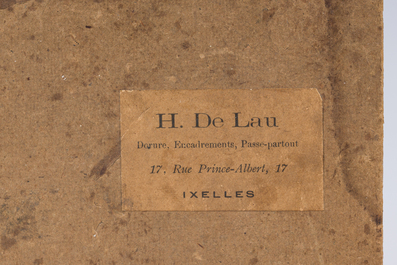 H. De Lau
Dorure, Encadrements, Passe-partout
17, Rue Prince-Albert, 17
IXELLES